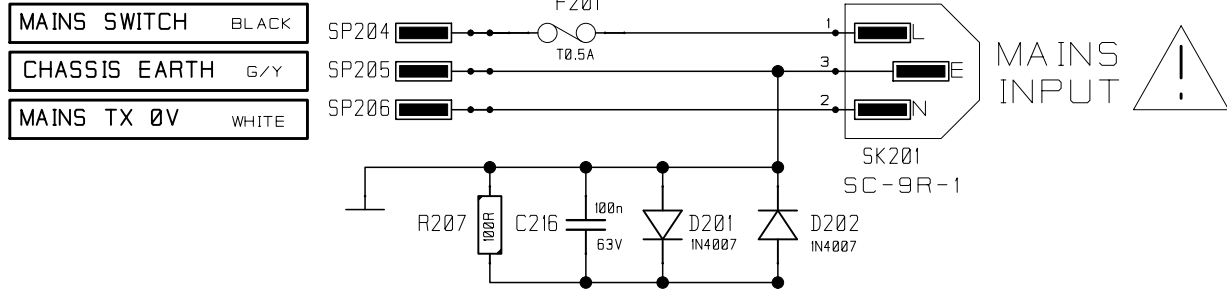 F201
MAINS SWITCH BLACK SP204 1 L
T0.5A
CHASSIS EARTH G/Y SP205 3 E
MAINS TX 0V WHITE SP206 2 N
MAINS
INPUT
!
SK201
SC-9R-1
R207 100R C216 100n 63V D201 1N4007 D202 1N4007